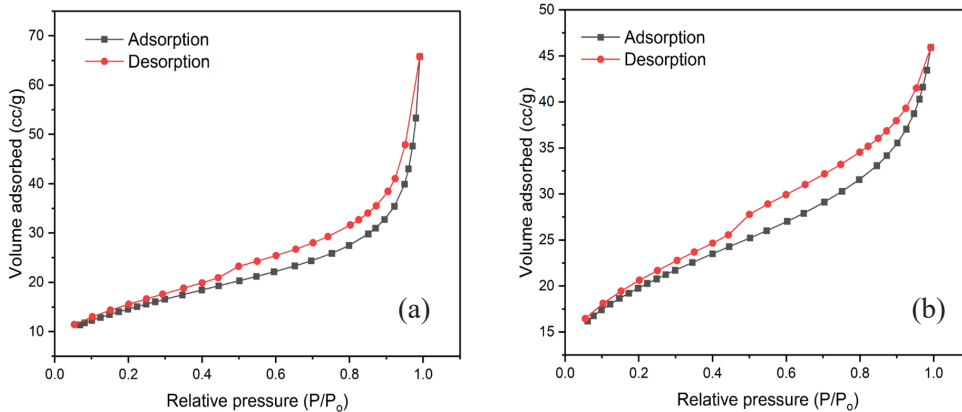 Adsorption
Desorption
Volume adsorbed (cc/g)
70
60
50
40
30
20
10
(a)
0.0 0.2 0.4 0.6 0.8 1.0
Relative pressure (P/Po)
Adsorption
Desorption
Volume adsorbed (cc/g)
50
45
40
35
30
25
20
15
(b)
0.0 0.2 0.4 0.6 0.8 1.0
Relative pressure (P/Po)